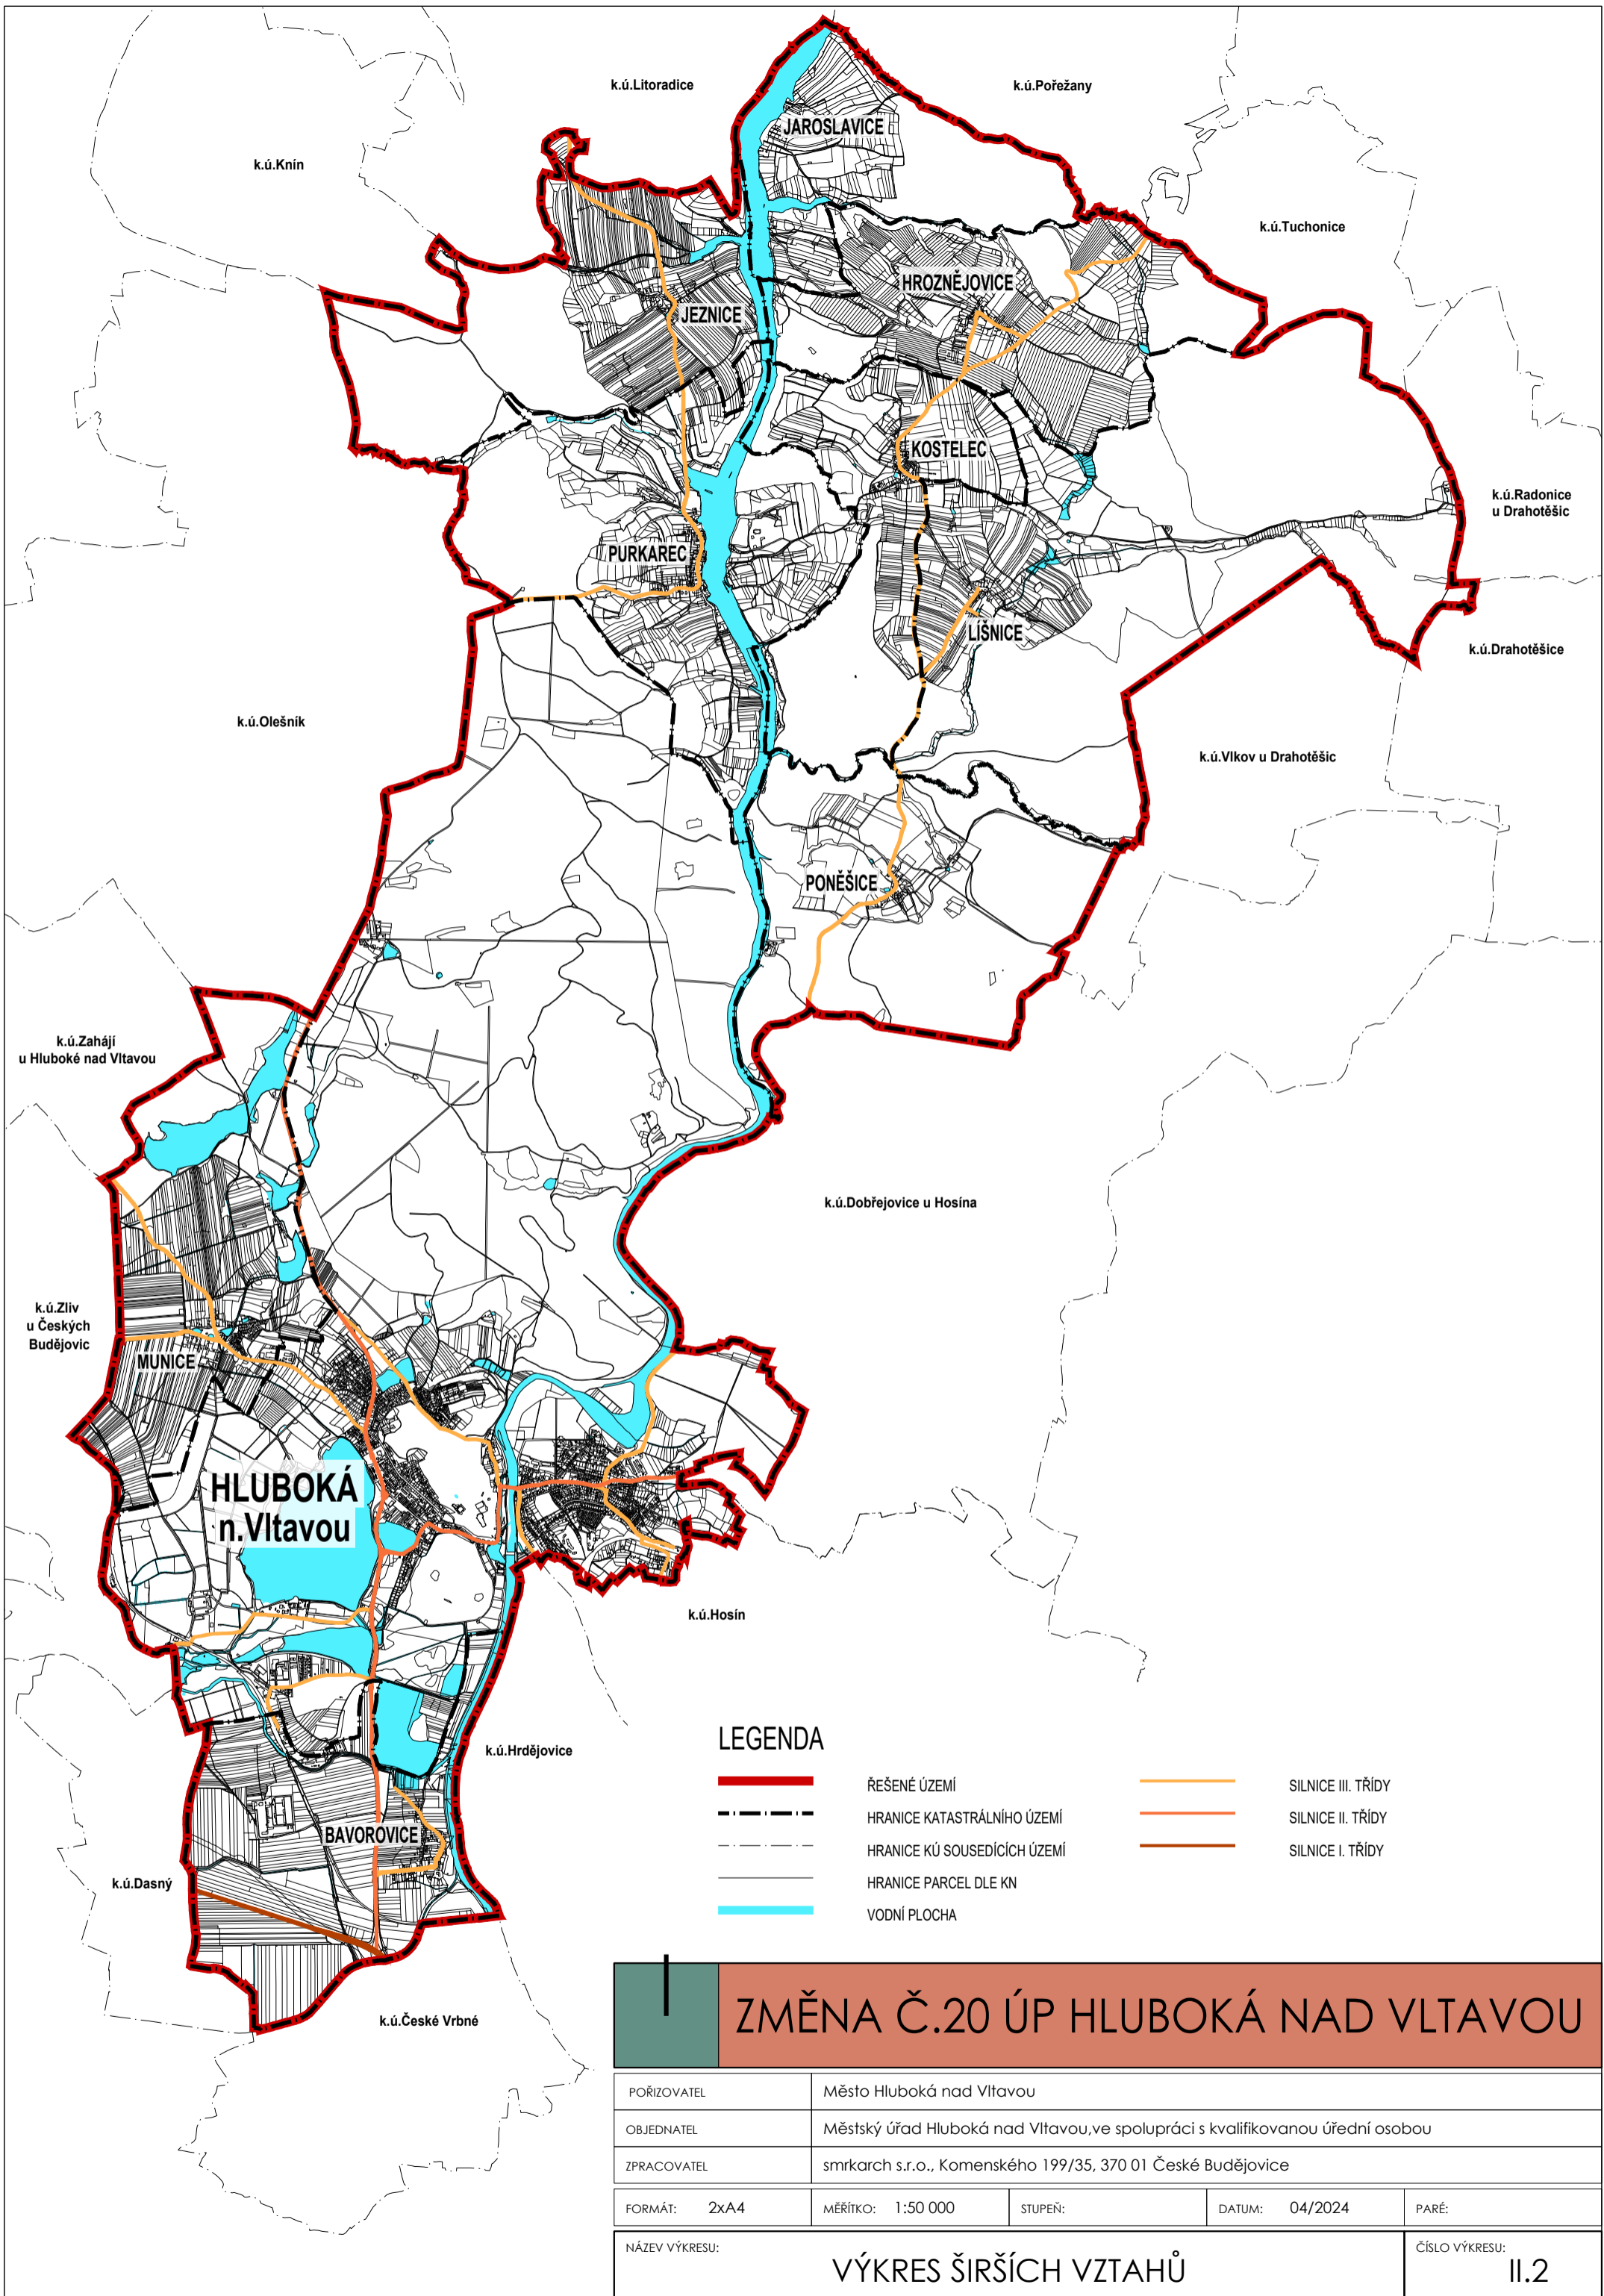 k.ú.Litoradice
k.ú.Pořežany
JAROSLAVICE
k.ú.Knín
k.ú.Tuchonice
HROZNĚJOVICE
JEZNICE
KOSTELEC
k.ú.Radonice
u Drahotěšic
PURKAREC
LÍŠNICE
k.ú.Drahotěšice
k.ú.Olešník
k.ú.Vlkov u Drahotěšic
PONĚŠICE
k.ú.Zahájí
u Hluboké nad Vltavou
k.ú.Dobřejovice u Hosína
k.ú.Zliv
u Českých
Budějovic
MUNICE
HLUBOKÁ
n.Vltavou
k.ú.Hosín
k.ú.Hrdějovice
BAVOROVICE
k.ú.Dasný
k.ú.České Vrbné
LEGENDA
ŘEŠENÉ ÚZEMÍ
HRANICE KATASTRÁLNÍHO ÚZEMÍ
HRANICE KÚ SOUSEDÍCÍCH ÚZEMÍ
HRANICE PARCEL DLE KN
VODNÍ PLOCHA
SILNICE III. TŘÍDY
SILNICE II. TŘÍDY
SILNICE I. TŘÍDY
ZMĚNA Č.20 ÚP HLUBOKÁ NAD VLTAVOU
POŘIZOVATEL Město Hluboká nad Vltavou
OBJEDNATEL Městský úřad Hluboká nad Vltavou,ve spolupráci s kvalifikovanou úřední osobou
ZPRACOVATEL smrkarch s.r.o., Komenského 199/35, 370 01 České Budějovice
FORMÁT: 2xA4 MĚŘÍTKO: 1:50 000 STUPEŇ: DATUM: 04/2024 PARÉ:
NÁZEV VÝKRESU: ČÍSLO VÝKRESU:
VÝKRES ŠIRŠÍCH VZTAHŮ II.2